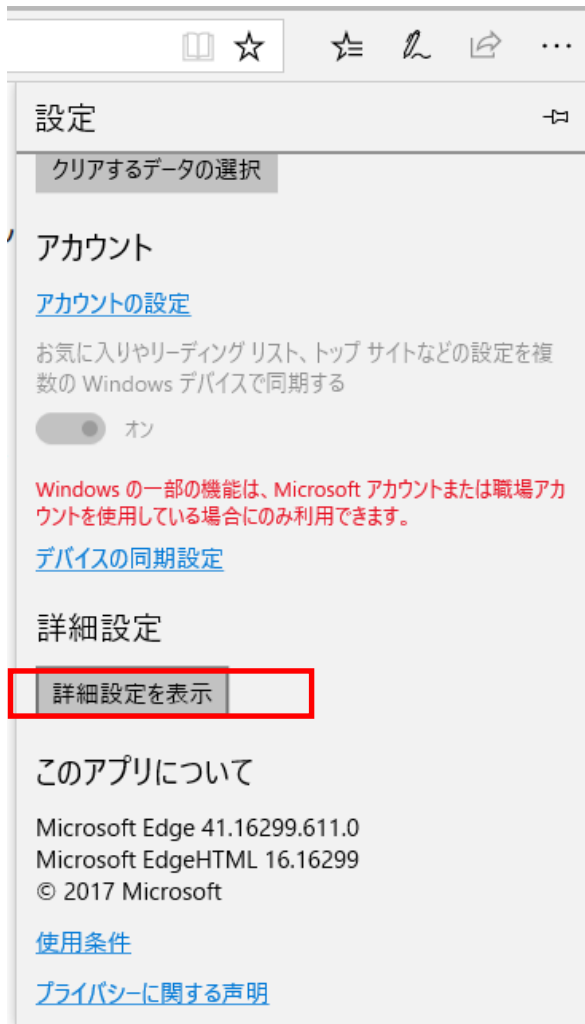 設定
クリアするデータの選択
アカウント
アカウントの設定
お気に入りやリーディング リスト、トップ サイトなどの設定を複
数の Windows デバイスで同期する
オン
Windows の一部の機能は、Microsoft アカウントまたは職場アカ
ウントを使用している場合にのみ利用できます。
デバイスの同期設定
詳細設定
詳細設定を表示
このアプリについて
Microsoft Edge 41.16299.611.0
Microsoft EdgeHTML 16.16299
© 2017 Microsoft
使用条件
プライバシーに関する声明